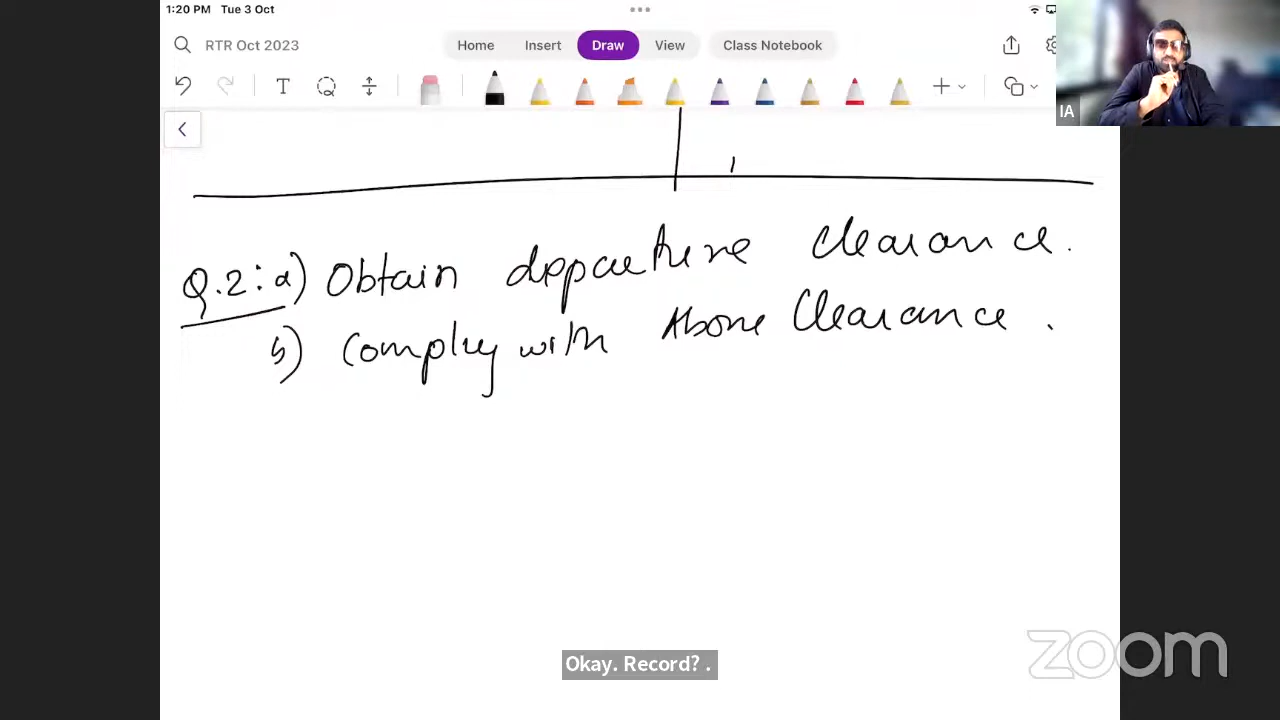 1:20 PM Tue 3 Oct
RTR Oct 2023
Home Insert Draw View Class Notebook
T
IA
Q.2: a) Obtain departure Clearance.
b) Comply with Above Clearance.
Okay. Record? .
zoom